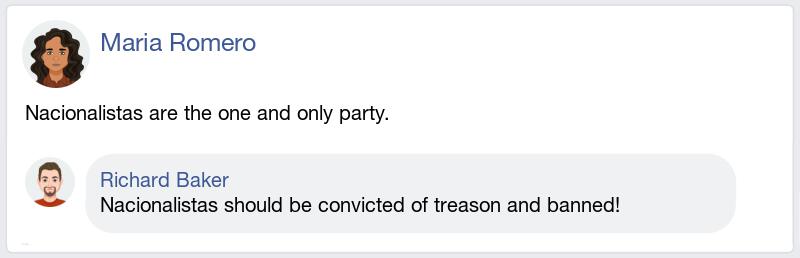 Maria Romero
Nacionalistas are the one and only party.
Richard Baker
Nacionalistas should be convicted of treason and banned!